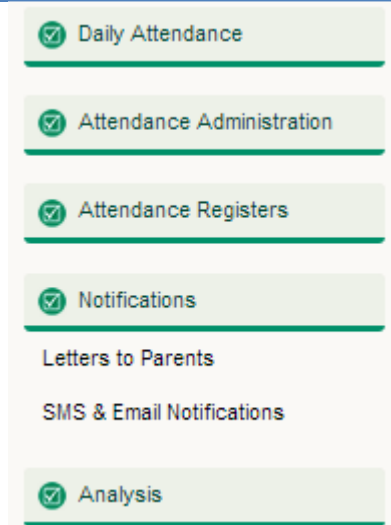 Daily Attendance
Attendance Administration
Attendance Registers
Notifications
Letters to Parents
SMS & Email Notifications
Analysis